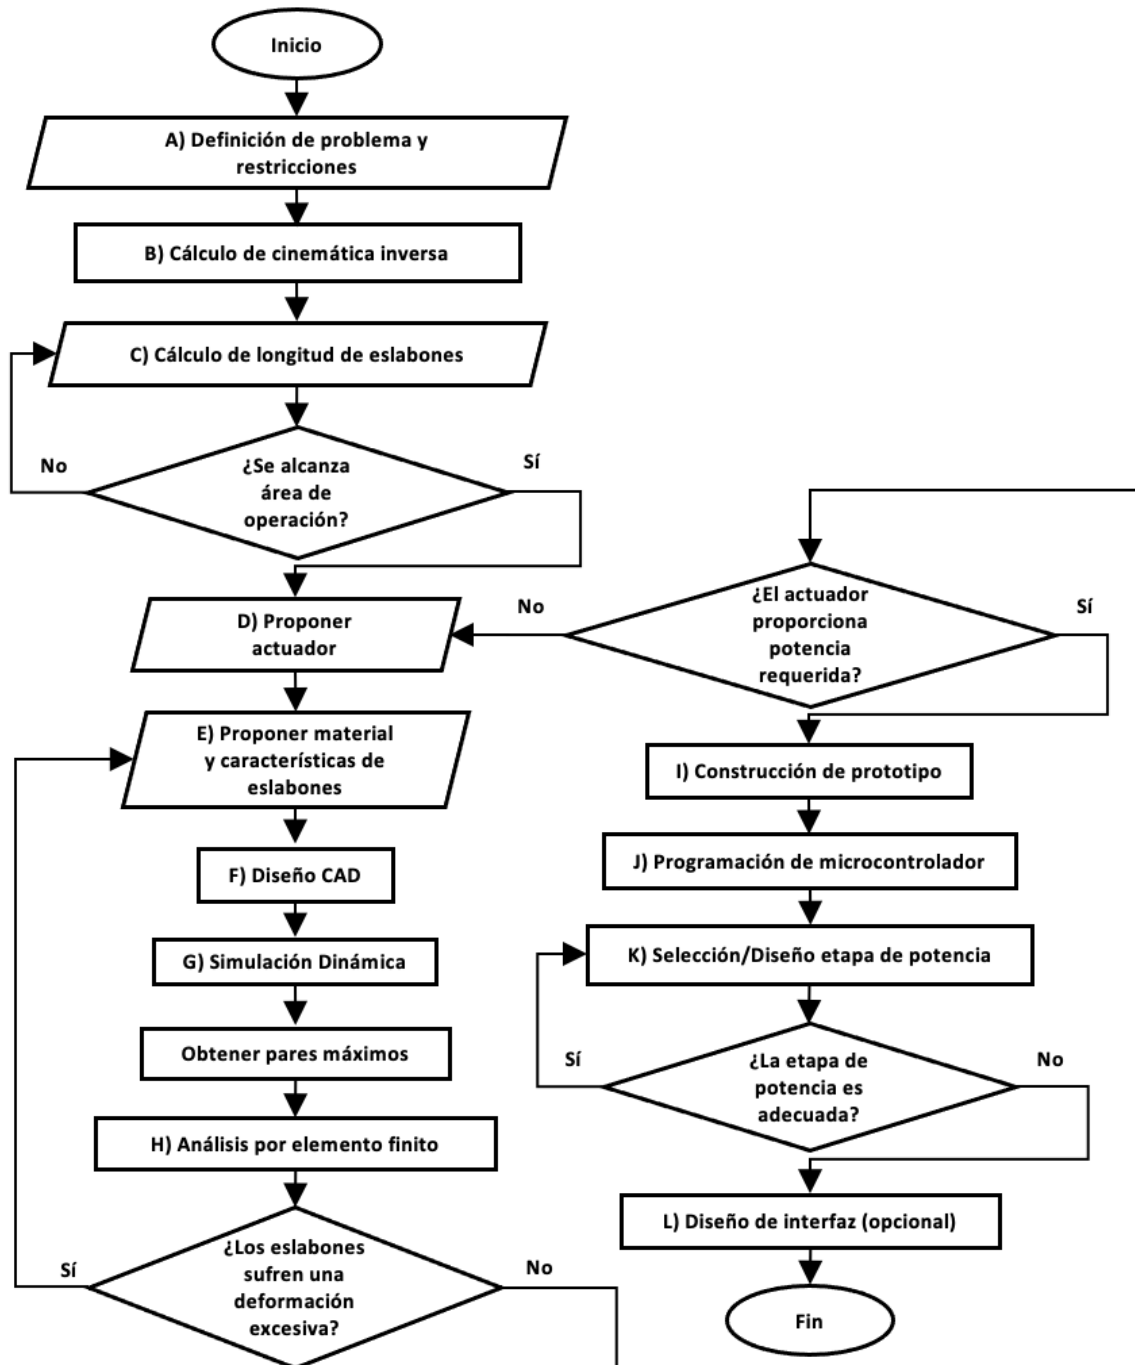 Inicio
A) Definición de problema y
restricciones
B) Cálculo de cinemática inversa
C) Cálculo de longitud de eslabones
No
¿Se alcanza
área de
operación?
Sí
D) Proponer
actuador
E) Proponer material
y características de
eslabones
F) Diseño CAD
G) Simulación Dinámica
Obtener pares máximos
H) Análisis por elemento finito
Sí
¿Los eslabones
sufren una
deformación
excesiva?
No
No
¿El actuador
proporciona
potencia
requerida?
Sí
I) Construcción de prototipo
J) Programación de microcontrolador
K) Selección/Diseño etapa de potencia
Sí
¿La etapa de
potencia es
adecuada?
No
L) Diseño de interfaz (opcional)
Fin